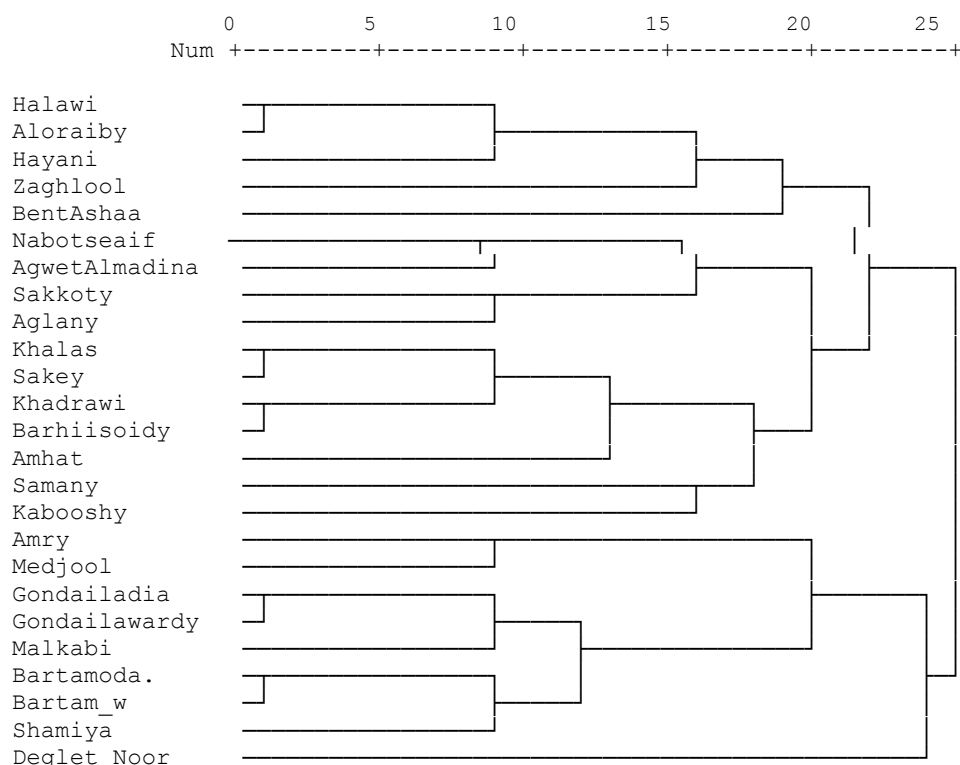 0 5 10 15 20 25
Num +---------+---------+---------+---------+---------+
Halawi
Aloraiby
Hayani
Zaghlool
BentAshaa
Nabotseaif
AgwetAlmadina
Sakkoty
Aglany
Khalas
Sakey
Khadrawi
Barhiisoidy
Amhat
Samany
Kabooshy
Amry
Medjool
Gondailadia
Gondailawardy
Malkabi
Bartamoda.
Bartam_w
Shamiya
Deglet Noor